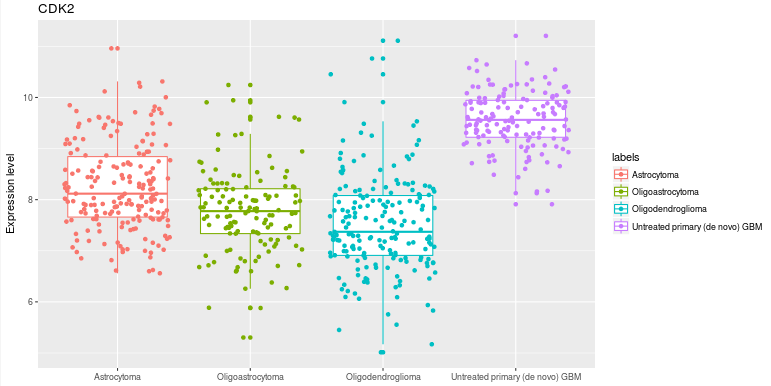 CDK2
Expression level
10
8
6
Astrocytoma
Oligoastrocytoma
Oligodendroglioma
Untreated primary (de novo) GBM
labels
Astrocytoma
Oligoastrocytoma
Oligodendroglioma
Untreated primary (de novo) GBM